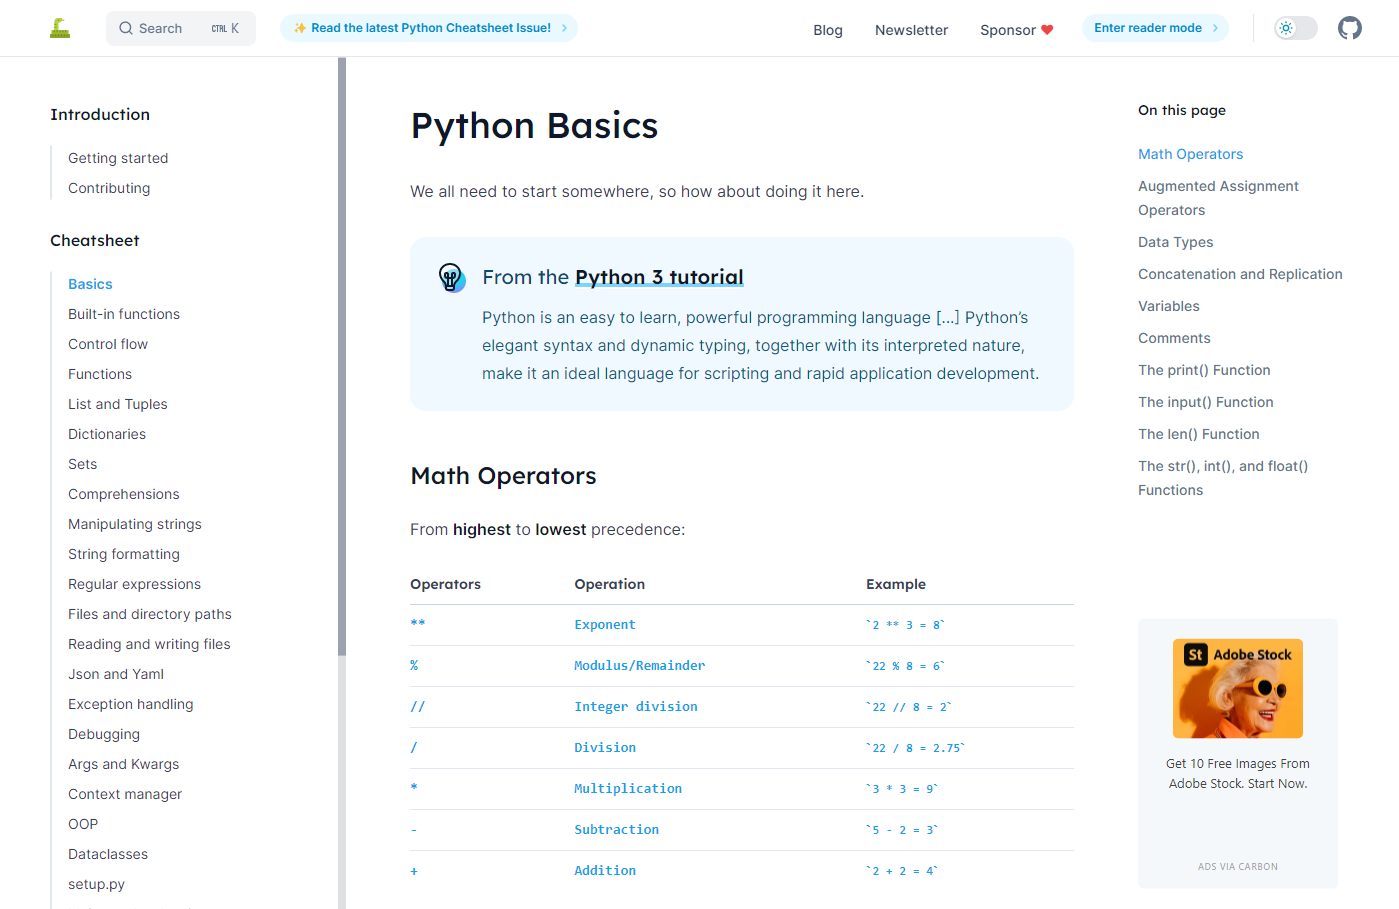 Search CTRL K
✨ Read the latest Python Cheatsheet Issue!
Blog
Newsletter
Sponsor ❤
Enter reader mode
Introduction
Getting started
Contributing
Cheatsheet
Basics
Built-in functions
Control flow
Functions
List and Tuples
Dictionaries
Sets
Comprehensions
Manipulating strings
String formatting
Regular expressions
Files and directory paths
Reading and writing files
Json and Yaml
Exception handling
Debugging
Args and Kwargs
Context manager
OOP
Dataclasses
setup.py
Python Basics
We all need to start somewhere, so how about doing it here.
From the Python 3 tutorial
Python is an easy to learn, powerful programming language [...] Python’s
elegant syntax and dynamic typing, together with its interpreted nature,
make it an ideal language for scripting and rapid application development.
Math Operators
From highest to lowest precedence:
Operators Operation Example
** Exponent `2 ** 3 = 8`
% Modulus/Remainder `22 % 8 = 6`
// Integer division `22 // 8 = 2`
/ Division `22 / 8 = 2.75`
* Multiplication `3 * 3 = 9`
- Subtraction `5 - 2 = 3`
+ Addition `2 + 2 = 4`
On this page
Math Operators
Augmented Assignment
Operators
Data Types
Concatenation and Replication
Variables
Comments
The print() Function
The input() Function
The len() Function
The str(), int(), and float()
Functions
St Adobe Stock
Get 10 Free Images From
Adobe Stock. Start Now.
ADS VIA CARBON